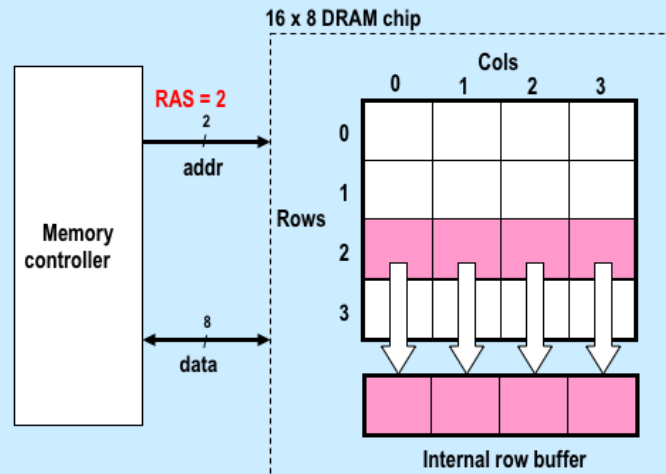 16 x 8 DRAM chip
Cols
0 1 2 3
RAS = 2
2
addr
0
1
Rows
2
3
Memory
controller
8
data
Internal row buffer